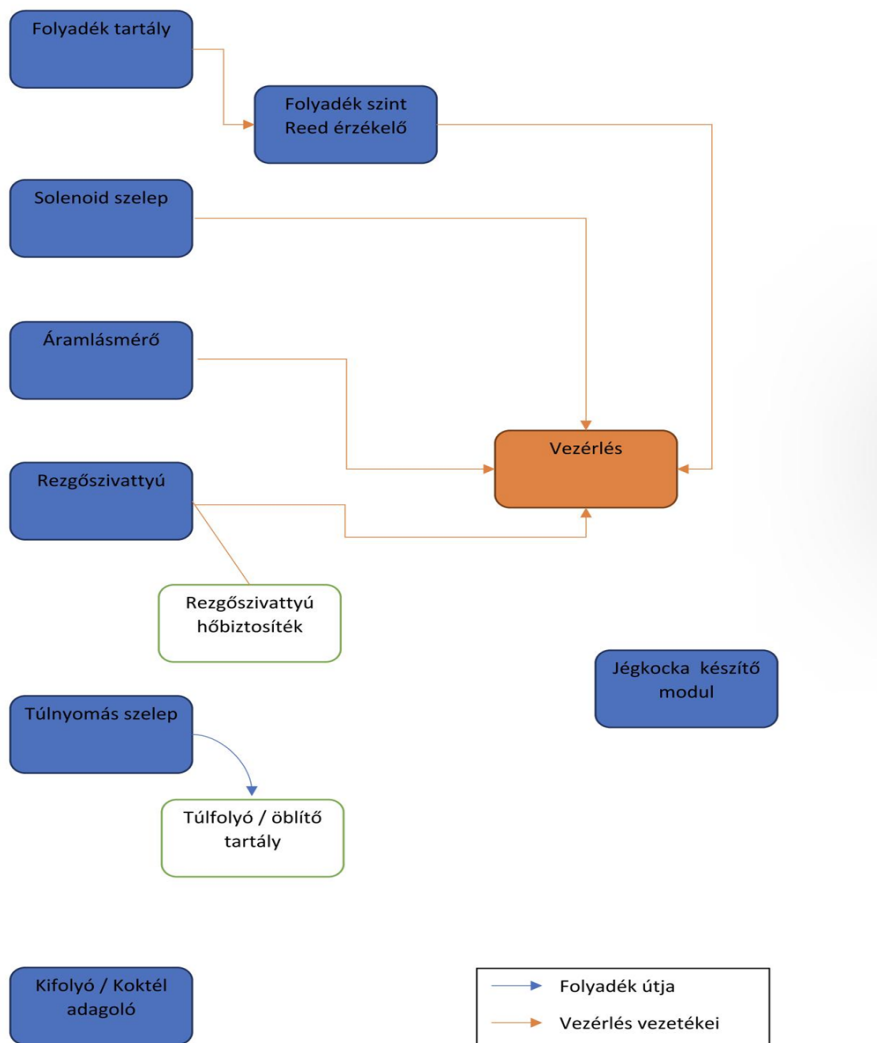 Folyadék tartály
Folyadék szint
Reed érzékelő
Solenoid szelep
Áramlásmérő
Vezérlés
Rezgőszivattyú
Rezgőszivattyú
hőbiztosíték
Jégkocka készítő
modul
Túlnyomás szelep
Túlfolyó / öblítő
tartály
Kifolyó / Koktél
adagoló
Folyadék útja
Vezérlés vezetékei